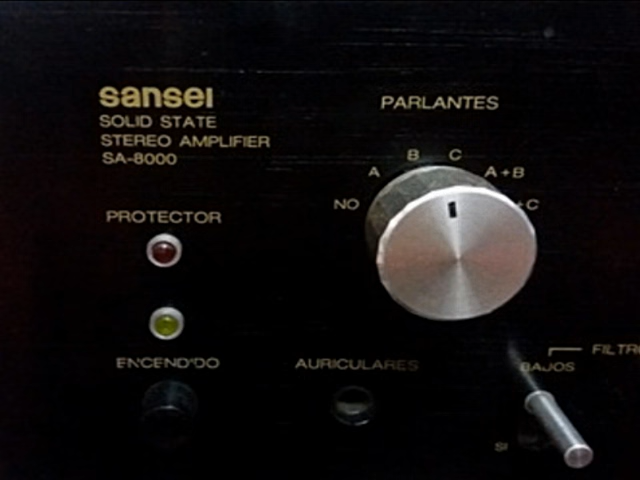 sansei
SOLID STATE
STEREO AMPLIFIER
SA-8000
PARLANTES
NO A B C A+B +C
PROTECTOR
ENCENDIDO
AURICULARES
BAJOS
SI